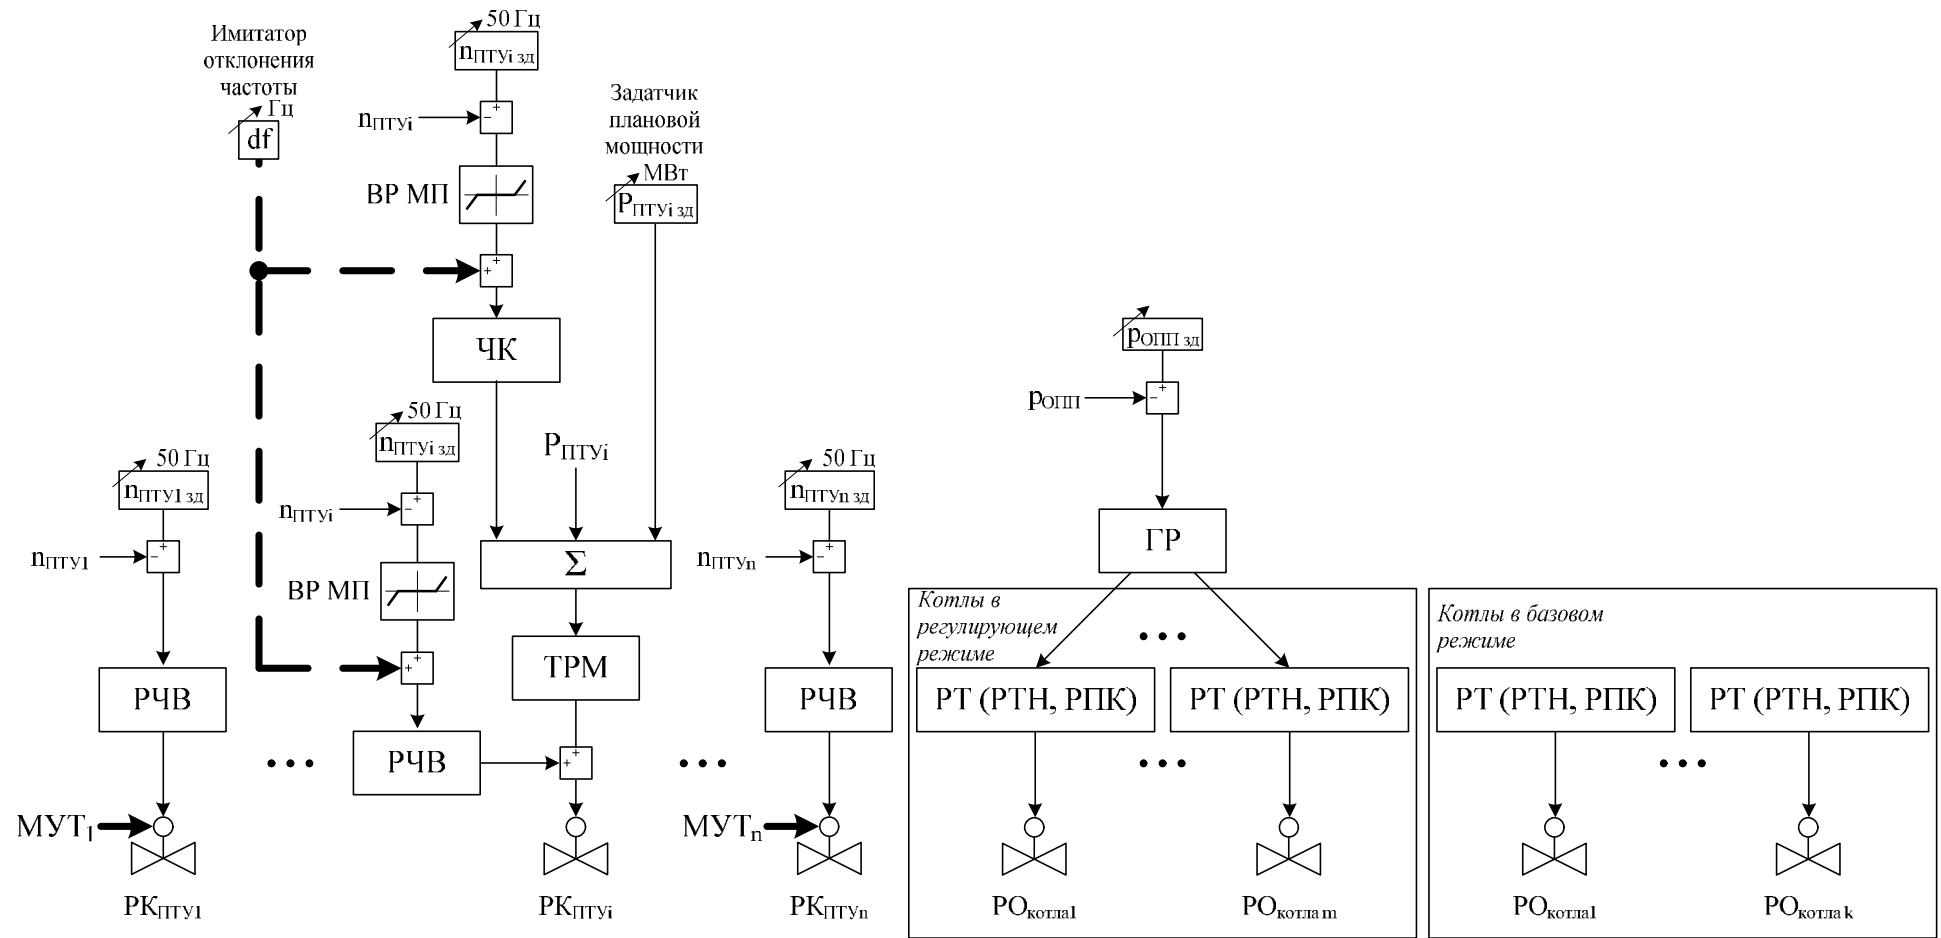 Имитатор
отклонения
частоты
Гц
df
50 Гц
nПТУi зд
nПТУi
+
−
ВР МП
+
+
Задатчик
плановой
мощности
МВт
PПТУi зд
ЧК
50 Гц
nПТУi зд
nПТУi
+
−
ВР МП
+
+
PПТУi
Σ
ТРМ
50 Гц
nПТУ1 зд
nПТУ1
+
−
РЧВ
МУТ1
РКПТУ1
...
РЧВ
+
+
РКПТУi
...
50 Гц
nПТУn зд
nПТУn
+
−
РЧВ
МУТn
РКПТУn
pОПП зд
pОПП
+
−
ГР
Котлы в
регулирующем
режиме
...
РТ (РТН, РПК)
РТ (РТН, РПК)
...
РОкотла1
РОкотла m
Котлы в базовом
режиме
РТ (РТН, РПК)
РТ (РТН, РПК)
...
РОкотла1
РОкотла k